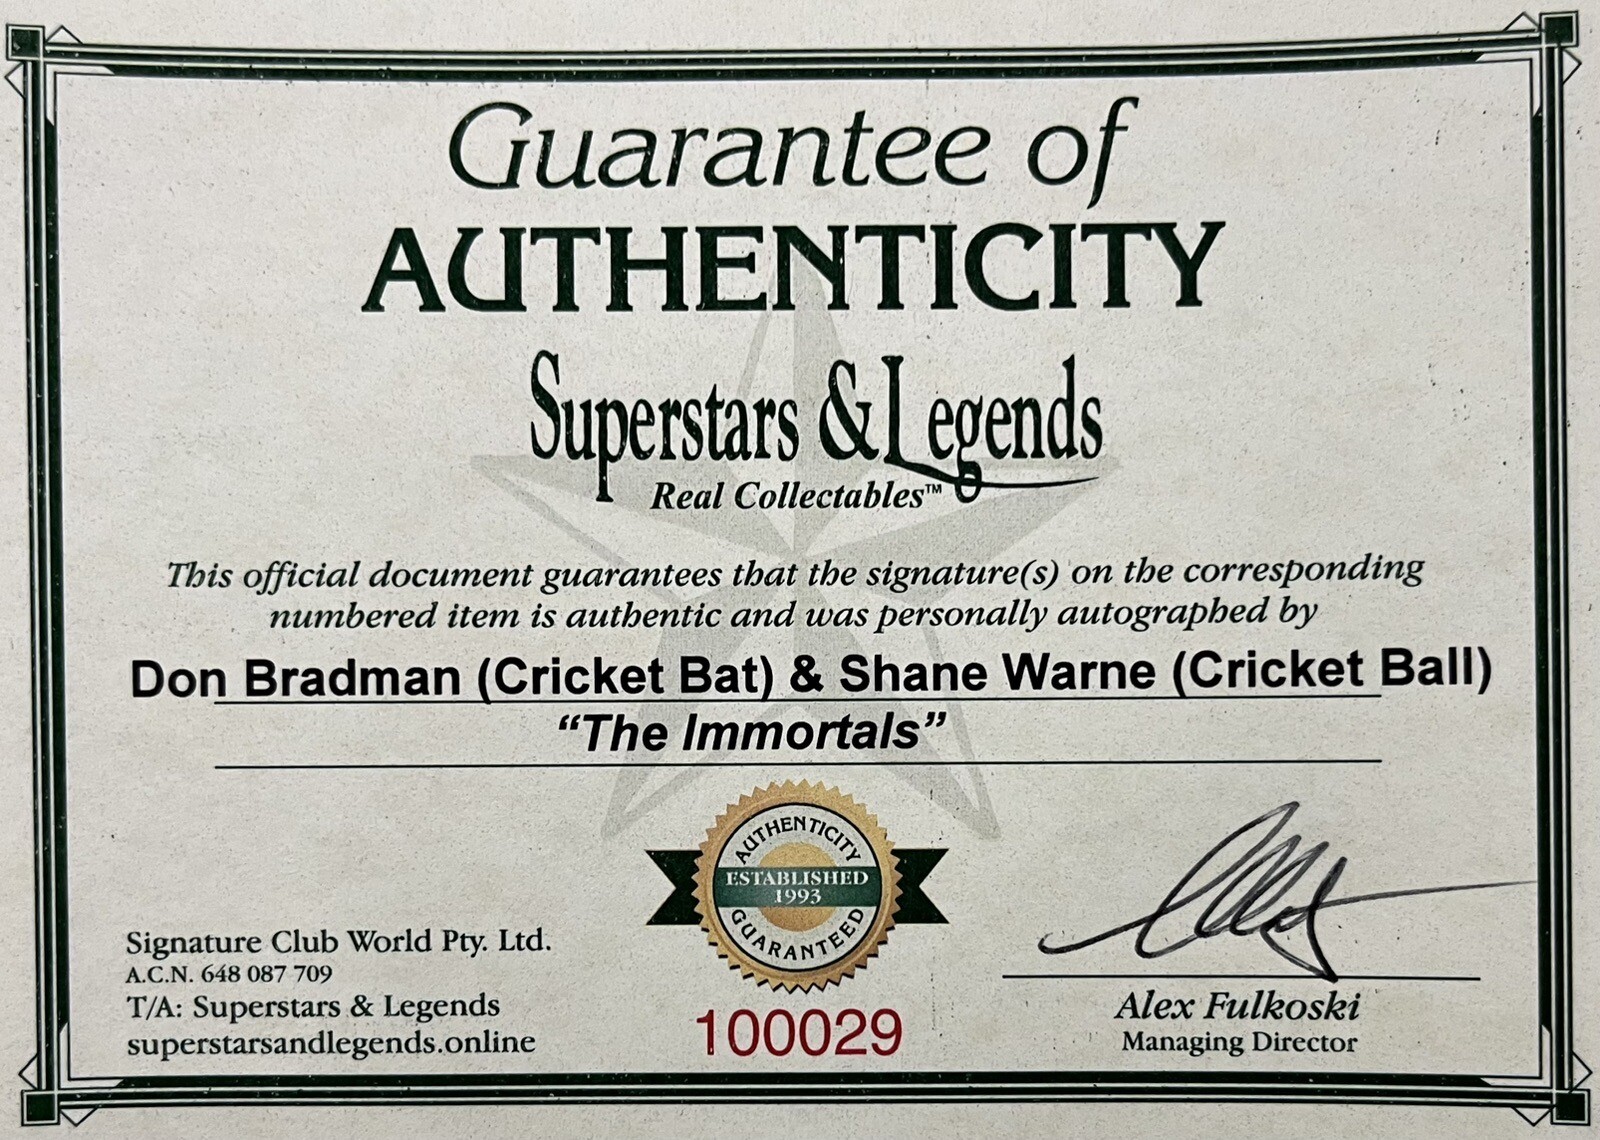 Guarantee of
AUTHENTICITY
Superstars & Legends
Real Collectables™
This official document guarantees that the signature(s) on the corresponding
numbered item is authentic and was personally autographed by
Don Bradman (Cricket Bat) & Shane Warne (Cricket Ball)
“The Immortals”
AUTHENTICITY
ESTABLISHED
1993
GUARANTEED
100029
Signature Club World Pty. Ltd.
A.C.N. 648 087 709
T/A: Superstars & Legends
superstarsandlegends.online
Alex Fulkoski
Managing Director